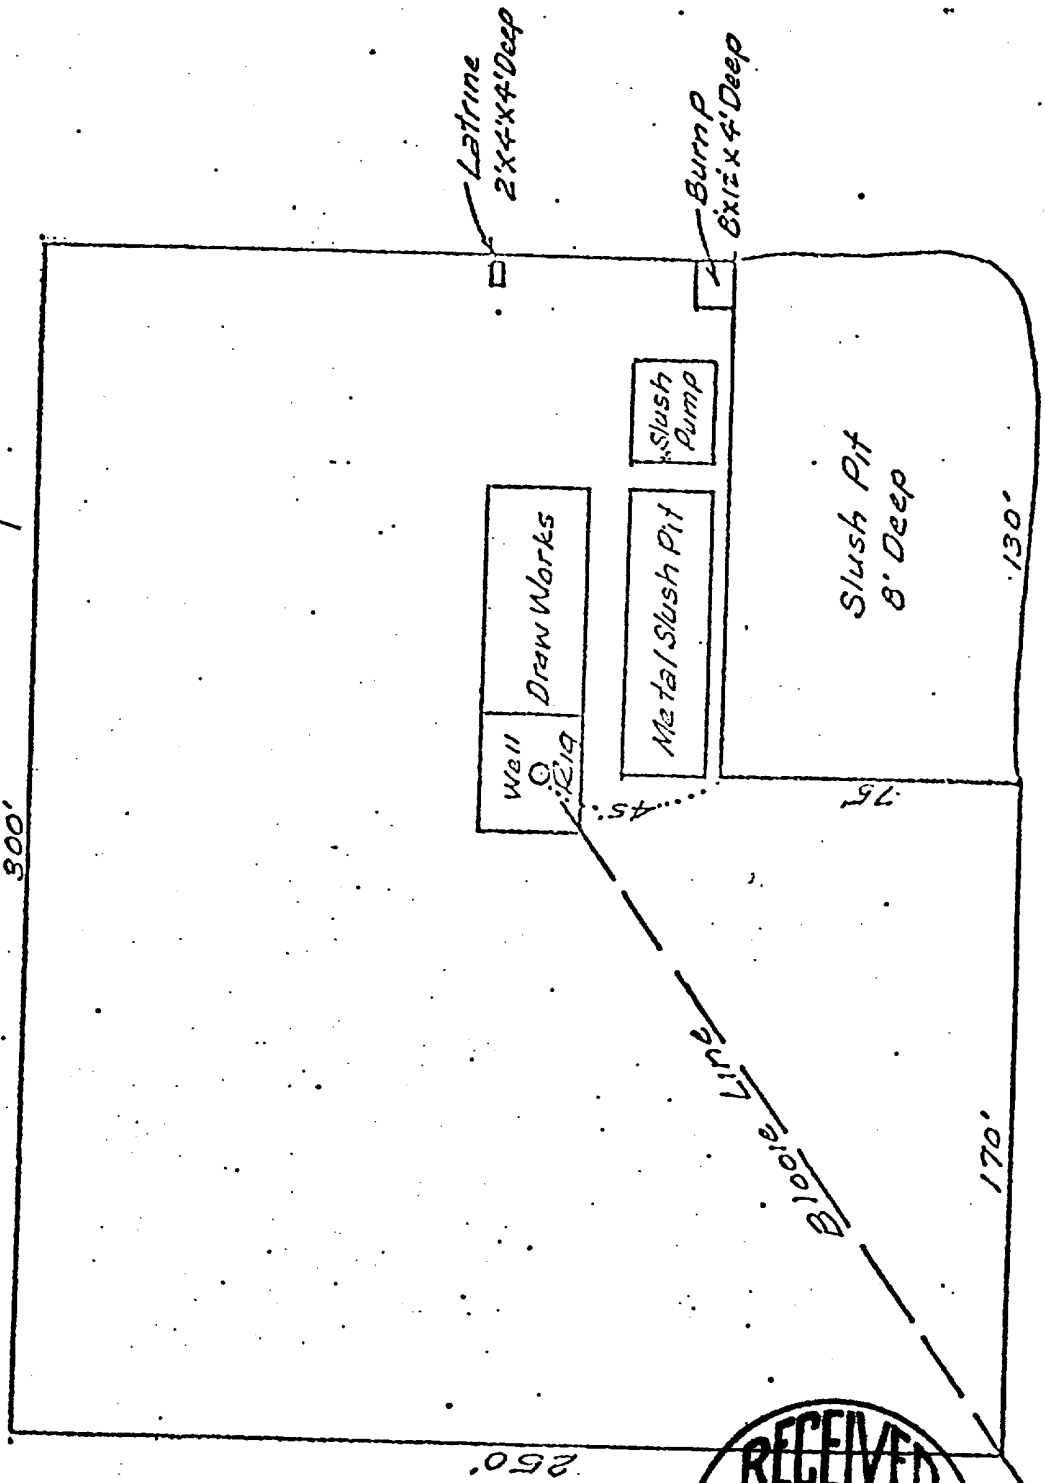 300'
Latrine
2'x4'x4' Deep
Burn P
8'x12'x4' Deep
Well
Rig
Draw Works
Slush
Pump
Metal Slush Pit
45'
75'
Slush Pit
8' Deep
130'
Blooie Line
170'
250'
RECEIVED